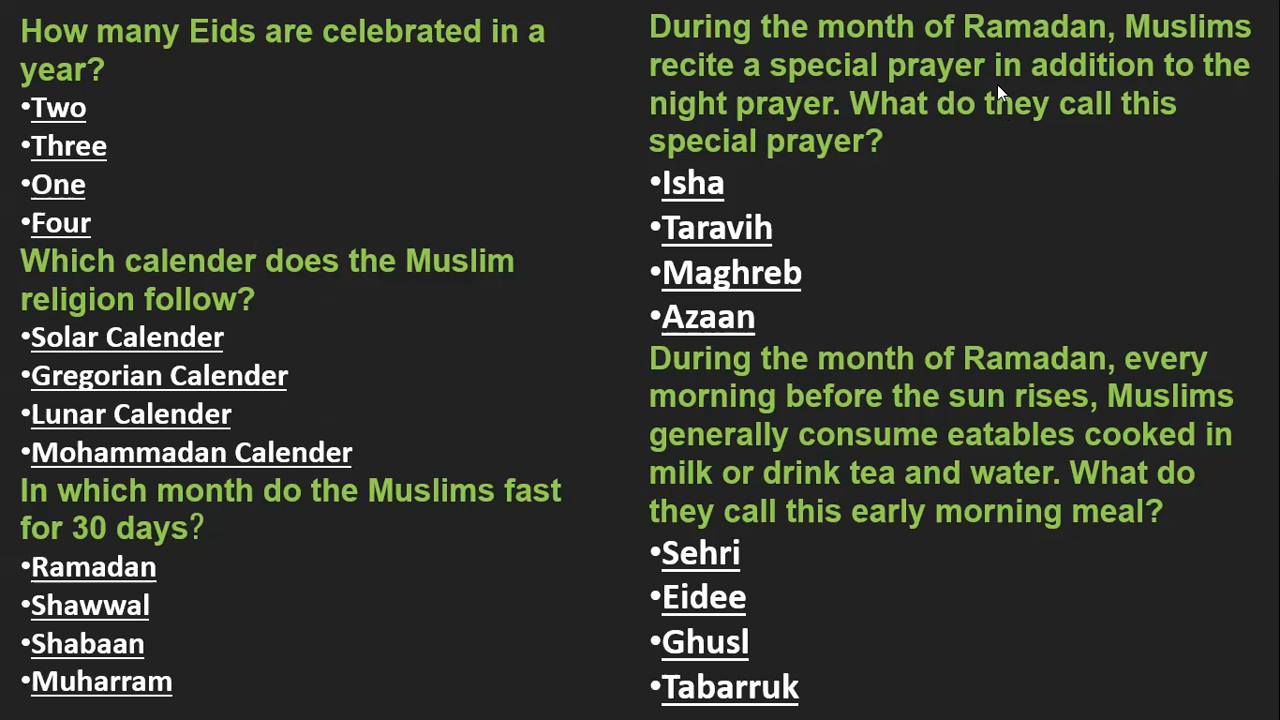 How many Eids are celebrated in a
year?
•Two
•Three
•One
•Four
Which calender does the Muslim
religion follow?
•Solar Calender
•Gregorian Calender
•Lunar Calender
•Mohammadan Calender
In which month do the Muslims fast
for 30 days?
•Ramadan
•Shawwal
•Shabaan
•Muharram
During the month of Ramadan, Muslims
recite a special prayer in addition to the
night prayer. What do they call this
special prayer?
•Isha
•Taravih
•Maghreb
•Azaan
During the month of Ramadan, every
morning before the sun rises, Muslims
generally consume eatables cooked in
milk or drink tea and water. What do
they call this early morning meal?
•Sehri
•Eidee
•Ghusl
•Tabarruk